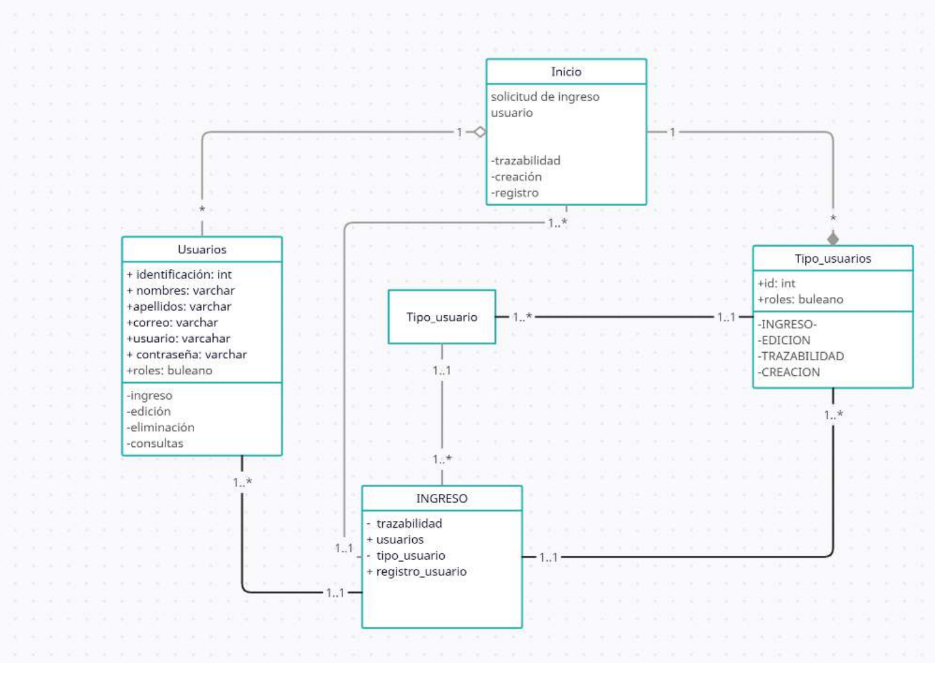 Inicio
solicitud de ingreso
usuario
-trazabilidad
-creación
-registro
1
1
*
*
1..*
Usuarios
+ identificación: int
+ nombres: varchar
+apellidos: varchar
+correo: varchar
+usuario: varcahar
+ contraseña: varchar
+roles: buleano
-ingreso
-edición
-eliminación
-consultas
Tipo_usuarios
+id: int
+roles: buleano
-INGRESO-
-EDICION
-TRAZABILIDAD
-CREACION
Tipo_usuario
1..*
1..1
1..1
1..*
1..*
1..*
INGRESO
- trazabilidad
+ usuarios
- tipo_usuario
+ registro_usuario
1..1
1..1
1..1